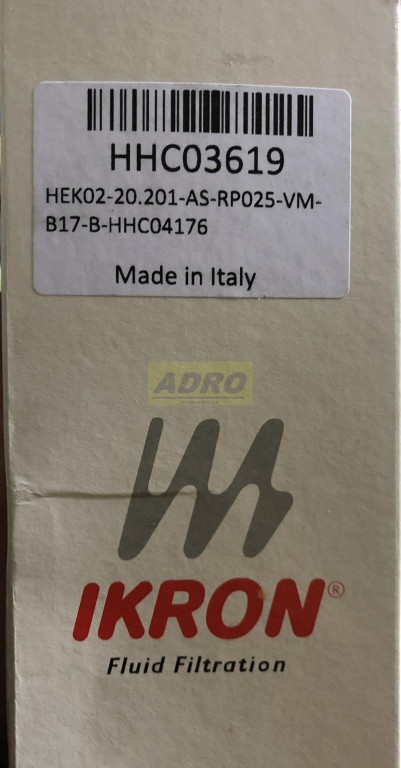 HHC03619
HEK02-20.201-AS-RP025-VM-
B17-B-HHC04176
Made in Italy
ADRO
IKRON®
Fluid Filtration